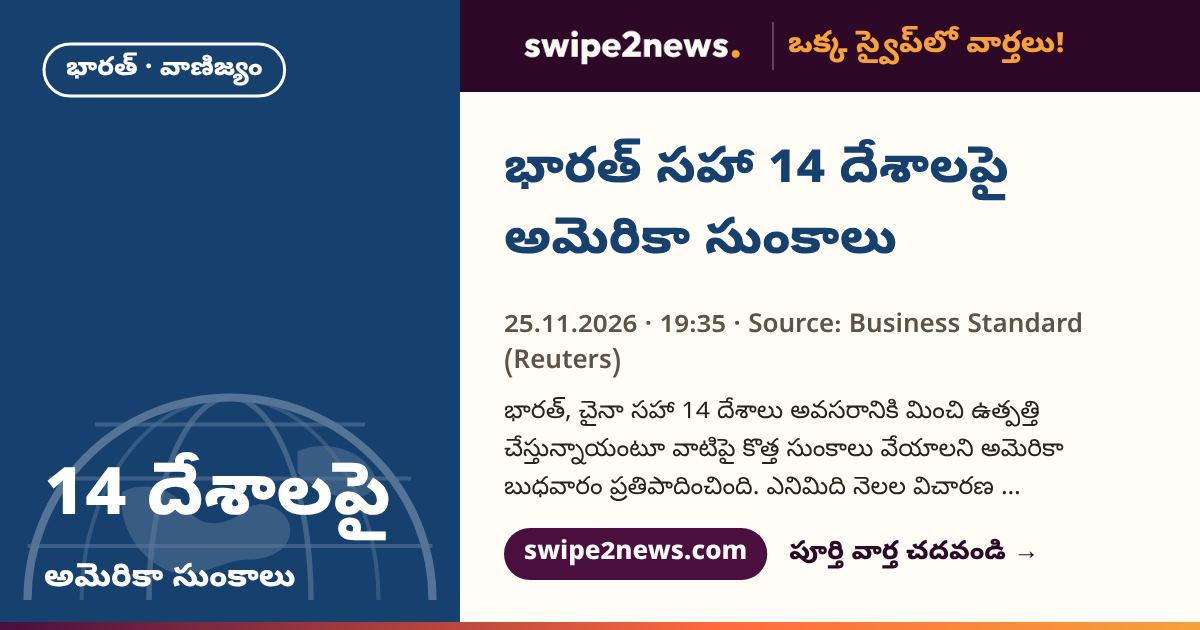 భారత్ · వాణిజ్యం
14 దేశాలపై
అమెరికా సుంకాలు
swipe2news.
ఒక్క స్వైప్‌లో వార్తలు!
భారత్ సహా 14 దేశాలపై
అమెరికా సుంకాలు
25.11.2026 · 19:35 · Source: Business Standard
(Reuters)
భారత్, చైనా సహా 14 దేశాలు అవసరానికి మించి ఉత్పత్తి
చేస్తున్నాయంటూ వాటిపై కొత్త సుంకాలు వేయాలని అమెరికా
బుధవారం ప్రతిపాదించింది. ఎనిమిది నెలల విచారణ ...
swipe2news.com
పూర్తి వార్త చదవండి →